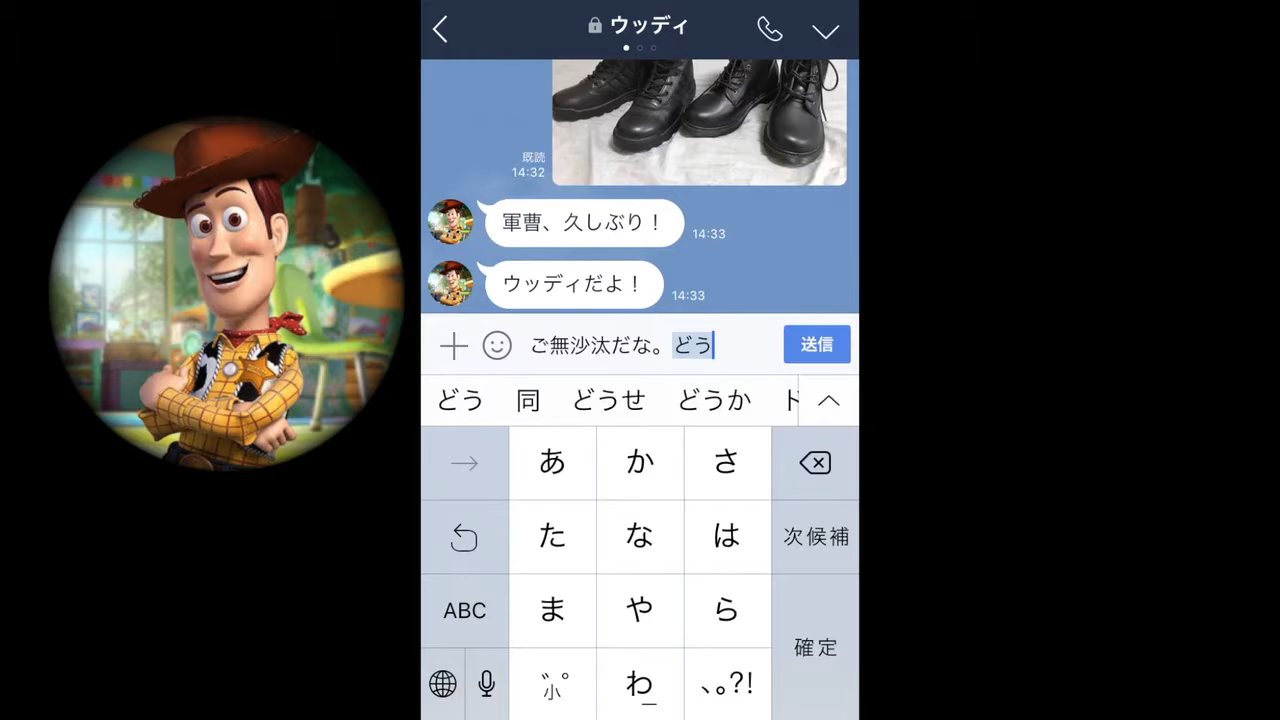 ウッディ
既読
14:32
軍曹、久しぶり！
14:33
ウッディだよ！
14:33
ご無沙汰だな。どう
送信
どう 同 どうせ どうか ド
→ あ か さ
た な は 次候補
ABC ま や ら
確定
゛゜小 わ 、。?!